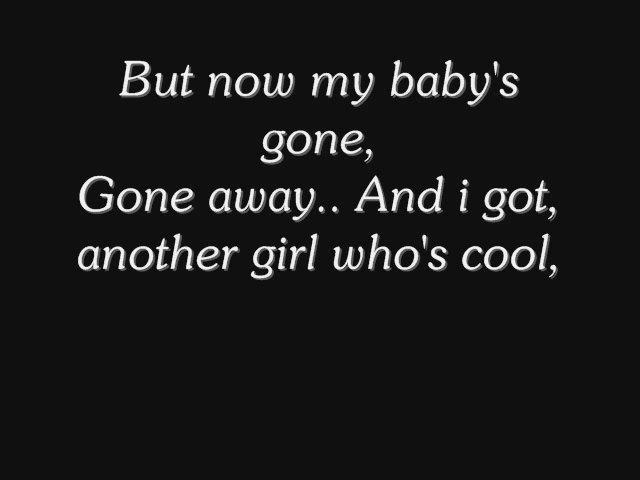 But now my baby's
gone,
Gone away.. And i got,
another girl who's cool,